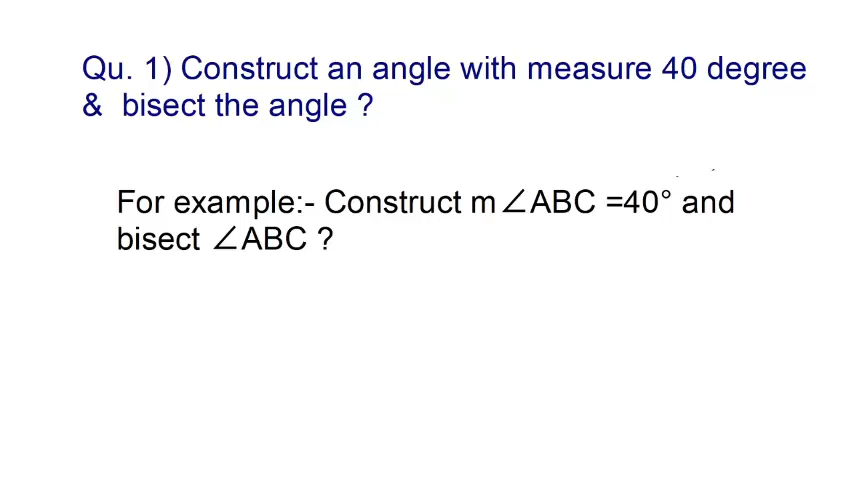 Qu. 1) Construct an angle with measure 40 degree
& bisect the angle ?
For example:- Construct m∠ABC =40° and
bisect ∠ABC ?